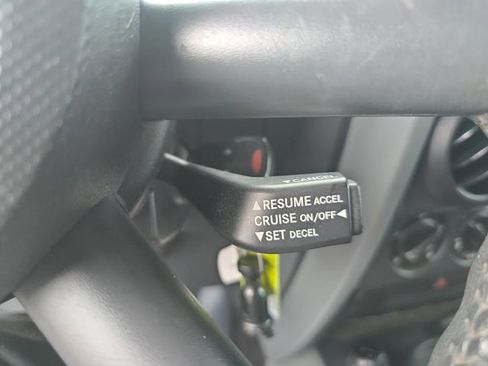 ▼CANCEL
▲RESUME ACCEL
CRUISE ON/OFF◀
▼SET DECEL